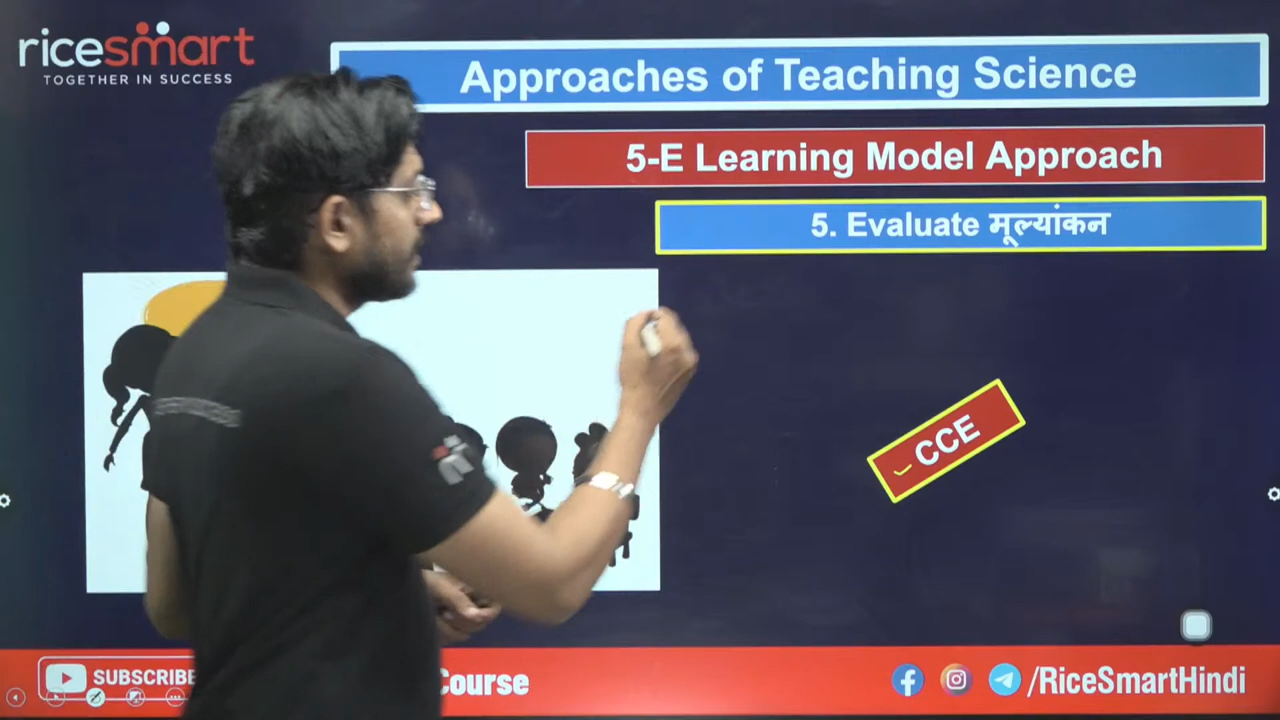 ricesmart
TOGETHER IN SUCCESS
Approaches of Teaching Science
5-E Learning Model Approach
5. Evaluate मूल्यांकन
CCE
SUBSCRIBE
Course
/RiceSmartHindi